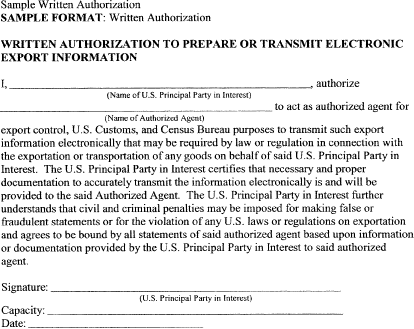 Sample Written Authorization
SAMPLE FORMAT: Written Authorization
WRITTEN AUTHORIZATION TO PREPARE OR TRANSMIT ELECTRONIC
EXPORT INFORMATION
I, ______________________________, authorize
(Name of U.S. Principal Party in Interest)
______________________________ to act as authorized agent for
(Name of Authorized Agent)
export control, U.S. Customs, and Census Bureau purposes to transmit such export
information electronically that may be required by law or regulation in connection with
the exportation or transportation of any goods on behalf of said U.S. Principal Party in
Interest. The U.S. Principal Party in Interest certifies that necessary and proper
documentation to accurately transmit the information electronically is and will be
provided to the said Authorized Agent. The U.S. Principal Party in Interest further
understands that civil and criminal penalties may be imposed for making false or
fraudulent statements or for the violation of any U.S. laws or regulations on exportation
and agrees to be bound by all statements of said authorized agent based upon information
or documentation provided by the U.S. Principal Party in Interest to said authorized
agent.
Signature: ______________________________
(U.S. Principal Party in Interest)
Capacity: ______________________________
Date: ______________________________